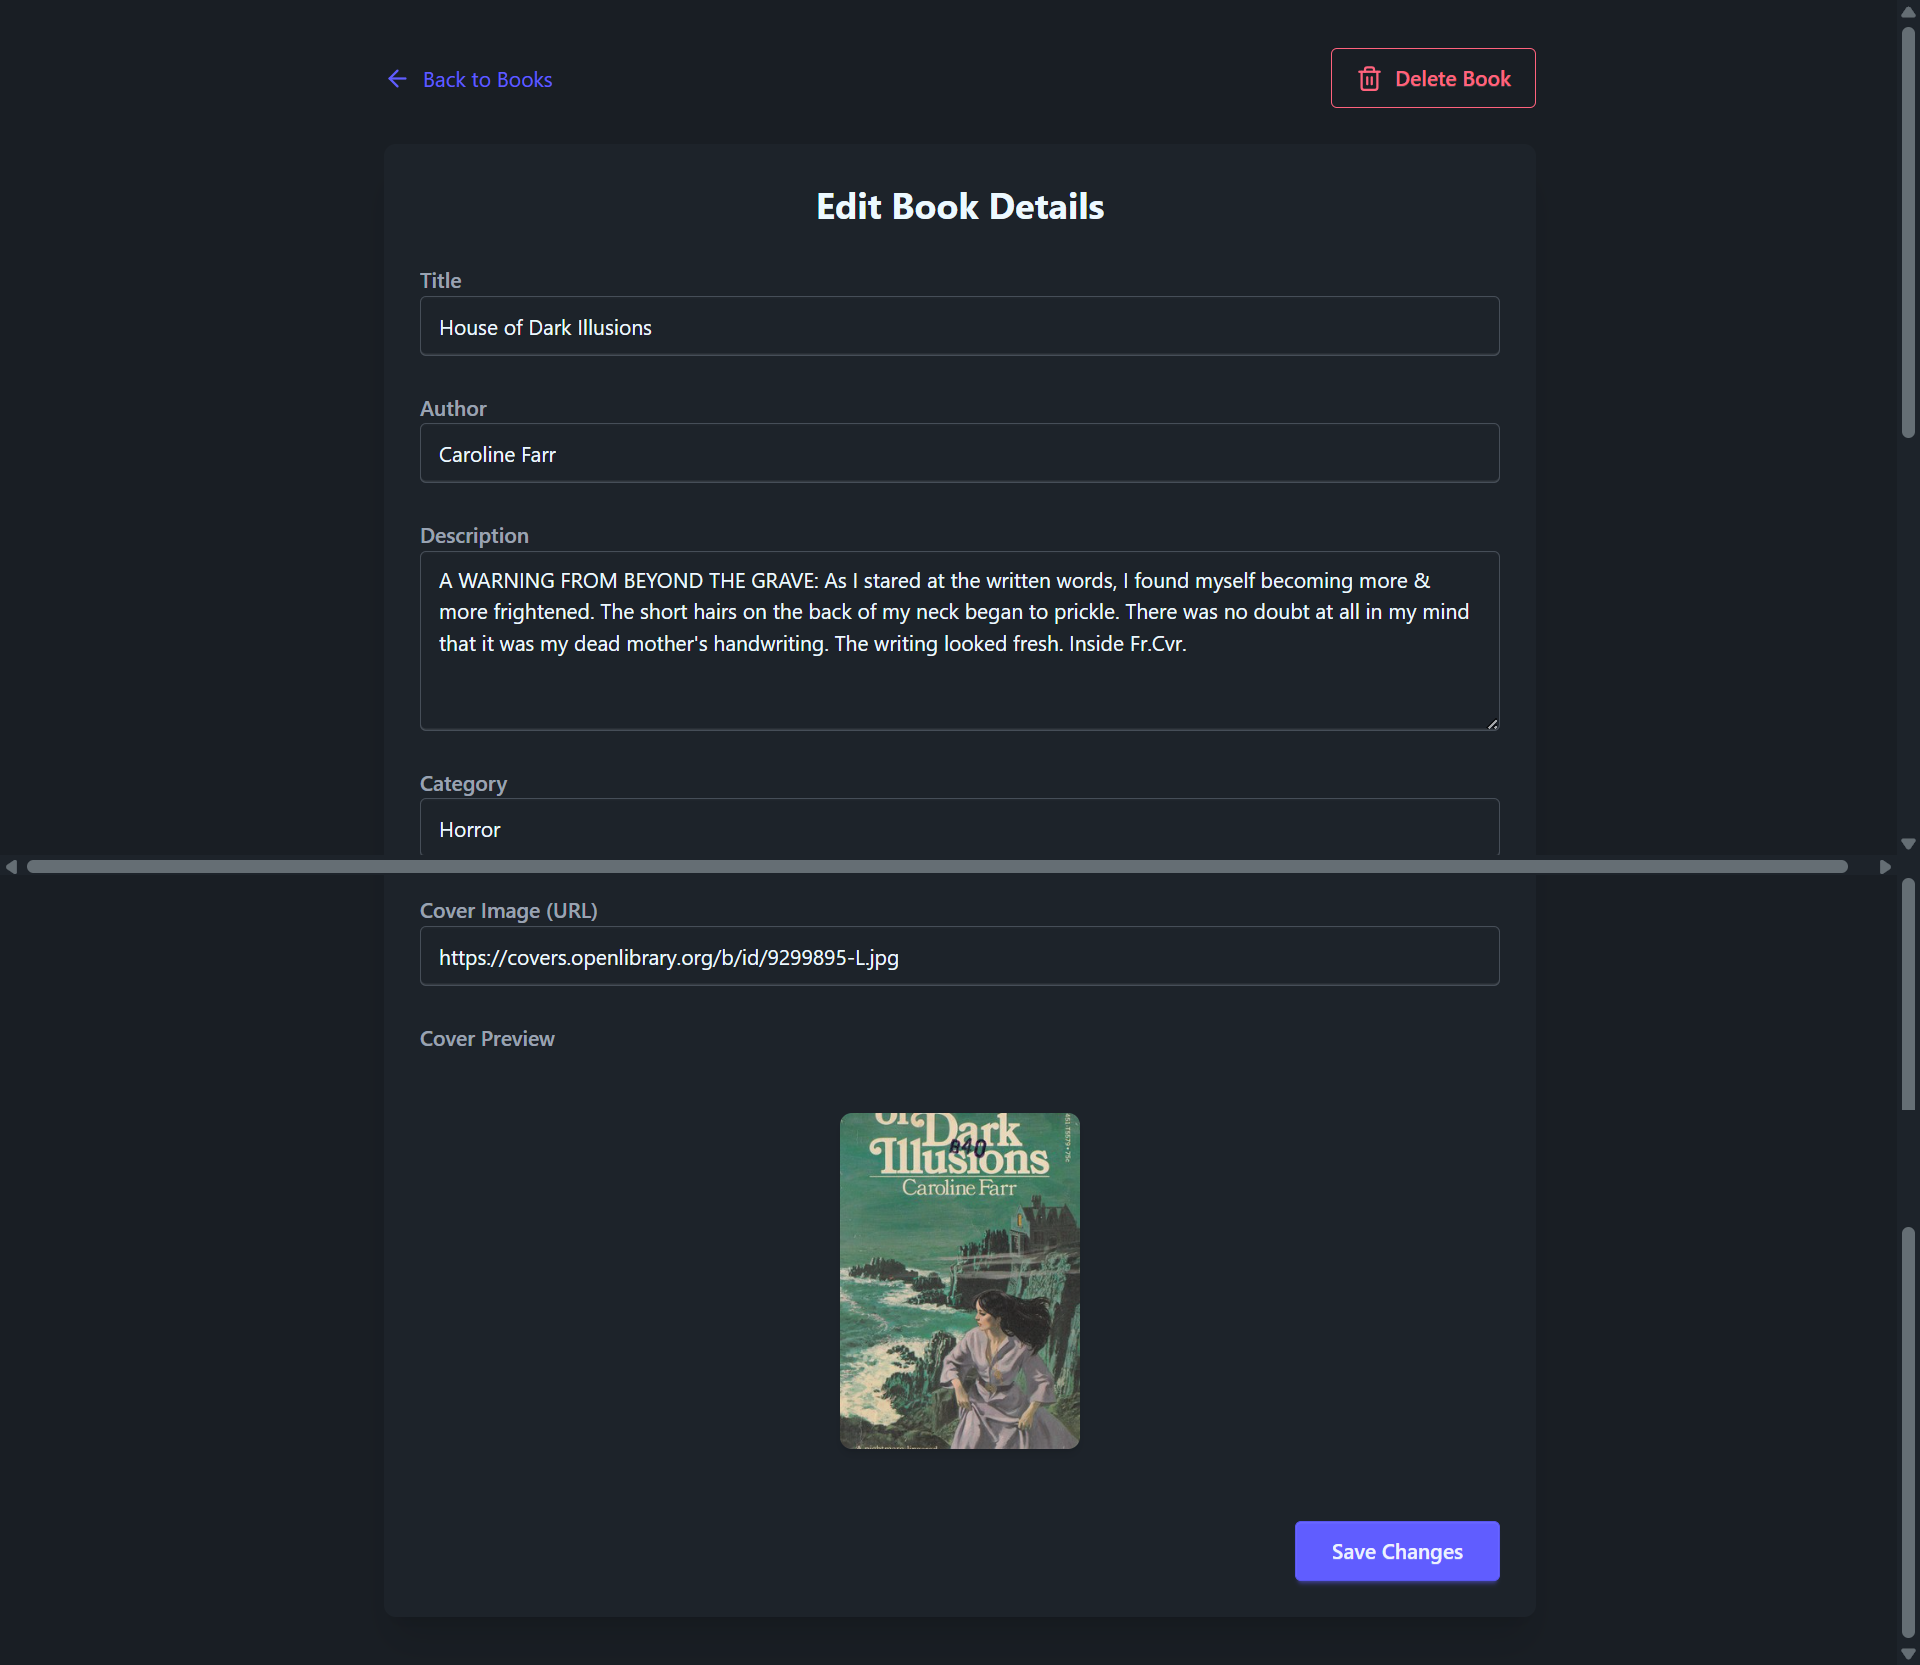 Back to Books
Delete Book
Edit Book Details
Title
House of Dark Illusions
Author
Caroline Farr
Description
A WARNING FROM BEYOND THE GRAVE: As I stared at the written words, I found myself becoming more &
more frightened. The short hairs on the back of my neck began to prickle. There was no doubt at all in my mind
that it was my dead mother's handwriting. The writing looked fresh. Inside Fr.Cvr.
Category
Horror
Cover Image (URL)
https://covers.openlibrary.org/b/id/9299895-L.jpg
Cover Preview
of
Dark
B40
Illusions
Caroline Farr
Save Changes